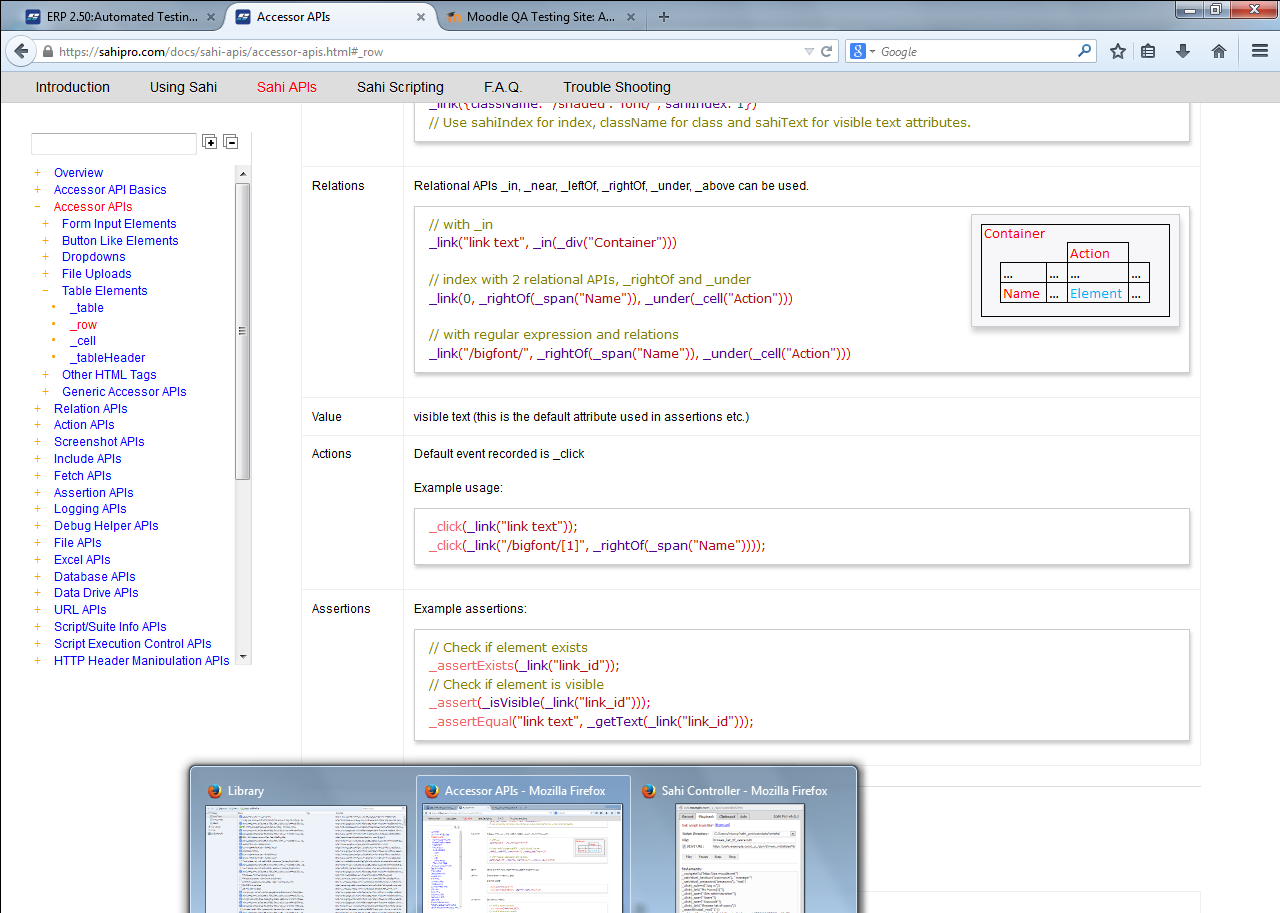 ERP 2.50:Automated Testin...
Accessor APIs
Moodle QA Testing Site: A...
https://sahipro.com/docs/sahi-apis/accessor-apis.html#_row
Google
Introduction
Using Sahi
Sahi APIs
Sahi Scripting
F.A.Q.
Trouble Shooting
Overview
Accessor API Basics
Accessor APIs
Form Input Elements
Button Like Elements
Dropdowns
File Uploads
Table Elements
_table
_row
_cell
_tableHeader
Other HTML Tags
Generic Accessor APIs
Relation APIs
Action APIs
Screenshot APIs
Include APIs
Fetch APIs
Assertion APIs
Logging APIs
Debug Helper APIs
File APIs
Excel APIs
Database APIs
Data Drive APIs
URL APIs
Script/Suite Info APIs
Script Execution Control APIs
HTTP Header Manipulation APIs
// Use sahiIndex for index, className for class and sahiText for visible text attributes.
Relations
Relational APIs _in, _near, _leftOf, _rightOf, _under, _above can be used.
// with _in
_link("link text", _in(_div("Container")))
// index with 2 relational APIs, _rightOf and _under
_link(0, _rightOf(_span("Name")), _under(_cell("Action")))
// with regular expression and relations
_link("/bigfont/", _rightOf(_span("Name")), _under(_cell("Action")))
Container
Action
... ... ... ...
Name ... Element ...
Value
visible text (this is the default attribute used in assertions etc.)
Actions
Default event recorded is _click
Example usage:
_click(_link("link text"));
_click(_link("/bigfont/[1]", _rightOf(_span("Name"))));
Assertions
Example assertions:
// Check if element exists
_assertExists(_link("link_id"));
// Check if element is visible
_assert(_isVisible(_link("link_id")));
_assertEqual("link text", _getText(_link("link_id")));
Library
Accessor APIs - Mozilla Firefox
Sahi Controller - Mozilla Firefox